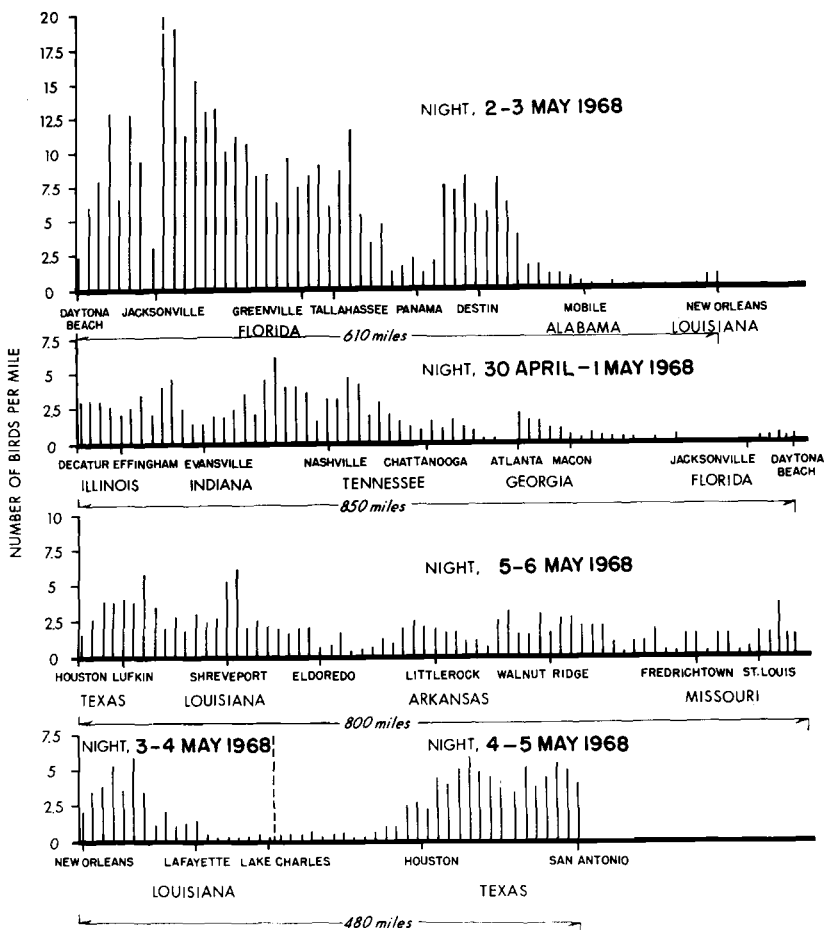 NUMBER OF BIRDS PER MILE
20
17.5
15
12.5
10
7.5
5
2.5
0
NIGHT, 2-3 MAY 1968
DAYTONA BEACH JACKSONVILLE GREENVILLE TALLAHASSEE PANAMA DESTIN MOBILE NEW ORLEANS
FLORIDA ALABAMA LOUISIANA
610 miles
7.5
5
2.5
0
NIGHT, 30 APRIL-1 MAY 1968
DECATUR EFFINGHAM EVANSVILLE NASHVILLE CHATTANOOGA ATLANTA MACON JACKSONVILLE DAYTONA BEACH
ILLINOIS INDIANA TENNESSEE GEORGIA FLORIDA
850 miles
10
7.5
5
2.5
0
NIGHT, 5-6 MAY 1968
HOUSTON LUFKIN SHREVEPORT ELDOREDO LITTLEROCK WALNUT RIDGE FREDRICHTOWN ST. LOUIS
TEXAS LOUISIANA ARKANSAS MISSOURI
800 miles
7.5
5
2.5
0
NIGHT, 3-4 MAY 1968 NIGHT, 4-5 MAY 1968
NEW ORLEANS LAFAYETTE LAKE CHARLES HOUSTON SAN ANTONIO
LOUISIANA TEXAS
480 miles